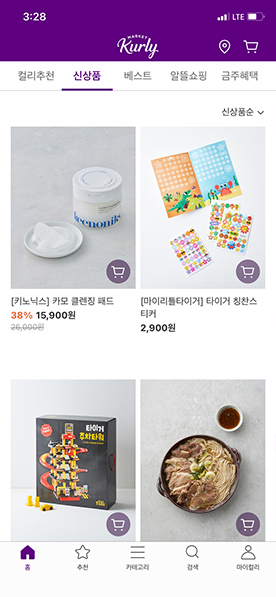 3:28
LTE
MARKET
Kurly
컬리추천 신상품 베스트 알뜰쇼핑 금주혜택
신상품순
keenoniks
[키노닉스] 카모 클렌징 패드
38% 15,900원
26,000원
[마이리틀타이거] 타이거 칭찬스
티커
2,900원
타이거
주차타워
홈 추천 카테고리 검색 마이컬리